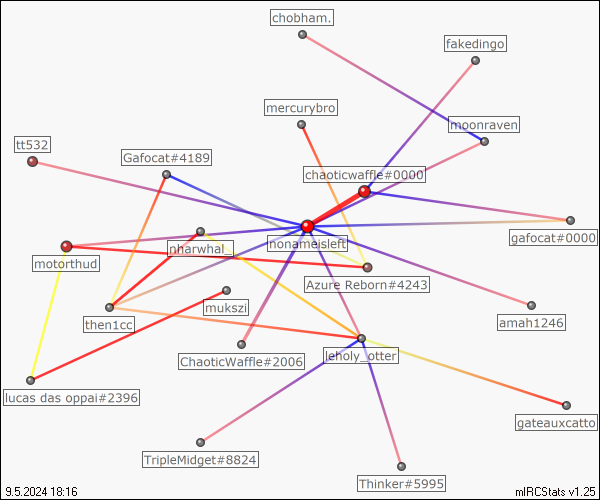 chobham.
fakedingo
mercurybro
moonraven
tt532
Gafocat#4189
chaoticwaffle#0000
gafocat#0000
nharwhal_
nonameisleft
motorthud
Azure Reborn#4243
mukszi
then1cc
amah1246
ChaoticWaffle#2006
leholy_otter
lucas das oppai#2396
gateauxcatto
TripleMidget#8824
Thinker#5995
9.5.2024 18:16
mIRCStats v1.25